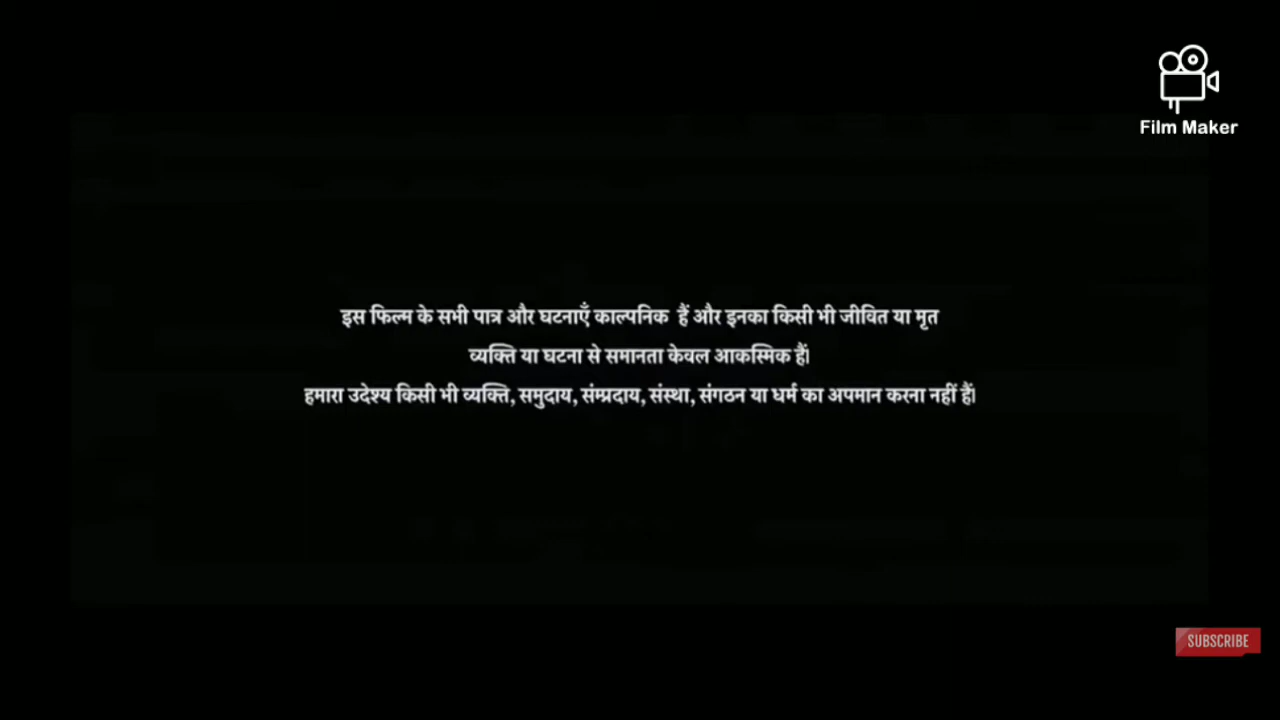 Film Maker
इस फिल्म के सभी पात्र और घटनाएँ काल्पनिक हैं और इनका किसी भी जीवित या मृत
व्यक्ति या घटना से समानता केवल आकस्मिक हैं।
हमारा उदेश्य किसी भी व्यक्ति, समुदाय, संम्प्रदाय, संस्था, संगठन या धर्म का अपमान करना नहीं हैं।
SUBSCRIBE